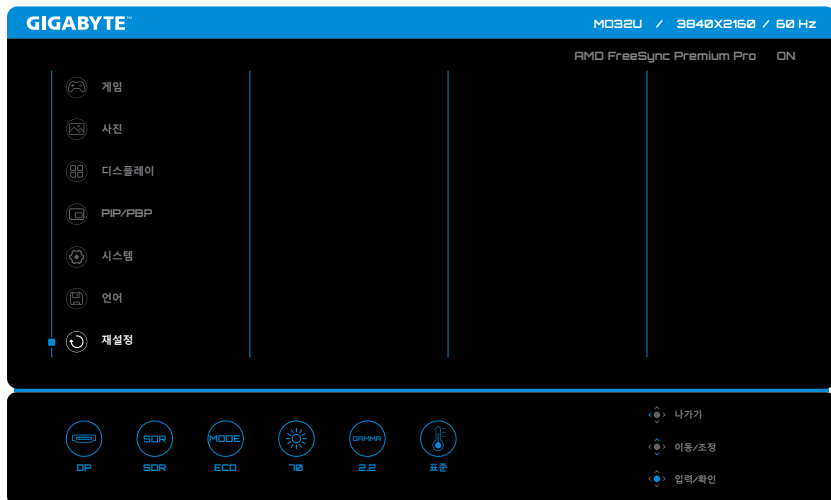 GIGABYTE™
MO32U / 3840X2160 / 60 Hz
AMD FreeSync Premium Pro ON
게임
사진
디스플레이
PIP/PBP
시스템
언어
재설정
SDR
MODE
GAMMA
DP
SDR
ECO
70
2.2
표준
나가기
이동/조정
입력/확인